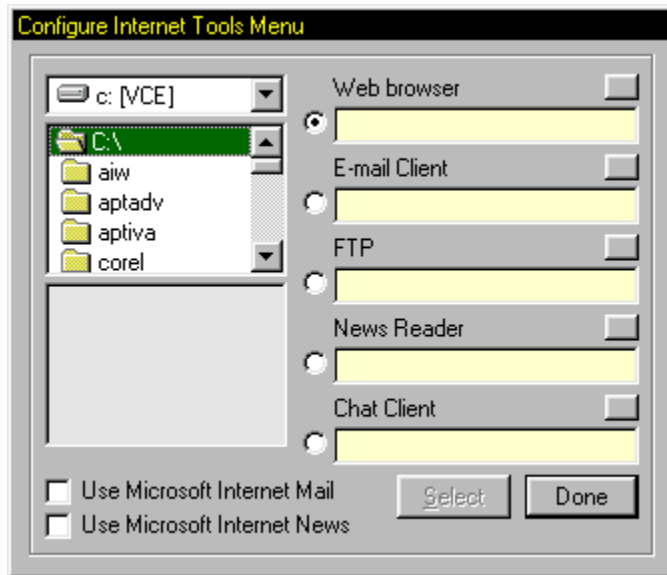 Configure Internet Tools Menu
c: [VCE]
C:\
aiw
aptadv
aptiva
corel
Web browser
E-mail Client
FTP
News Reader
Chat Client
Use Microsoft Internet Mail
Use Microsoft Internet News
Select
Done